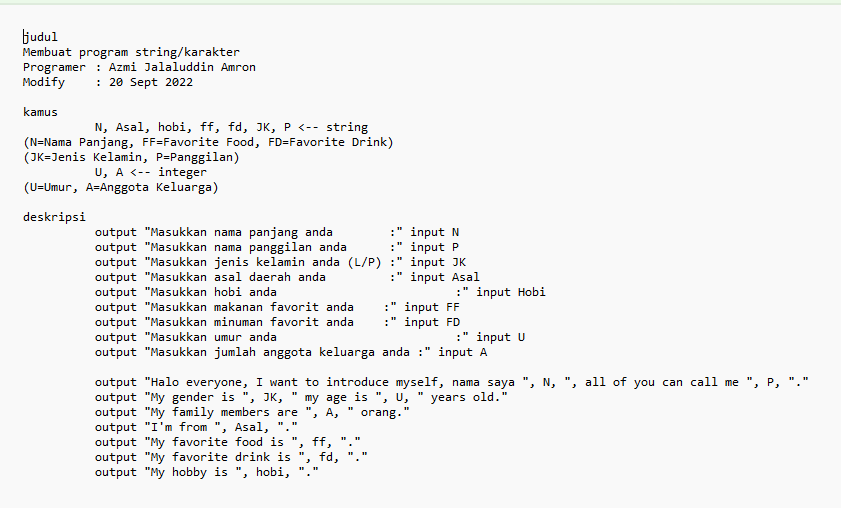 judul
Membuat program string/karakter
Programer : Azmi Jalaluddin Amron
Modify    : 20 Sept 2022

kamus
          N, Asal, hobi, ff, fd, JK, P <-- string
(N=Nama Panjang, FF=Favorite Food, FD=Favorite Drink)
(JK=Jenis Kelamin, P=Panggilan)
          U, A <-- integer
(U=Umur, A=Anggota Keluarga)

deskripsi
          output "Masukkan nama panjang anda        :" input N
          output "Masukkan nama panggilan anda      :" input P
          output "Masukkan jenis kelamin anda (L/P) :" input JK
          output "Masukkan asal daerah anda         :" input Asal
          output "Masukkan hobi anda                         :" input Hobi
          output "Masukkan makanan favorit anda    :" input FF
          output "Masukkan minuman favorit anda    :" input FD
          output "Masukkan umur anda                         :" input U
          output "Masukkan jumlah anggota keluarga anda :" input A

          output "Halo everyone, I want to introduce myself, nama saya ", N, ", all of you can call me ", P, "."
          output "My gender is ", JK, " my age is ", U, " years old."
          output "My family members are ", A, " orang."
          output "I'm from ", Asal, "."
          output "My favorite food is ", ff, "."
          output "My favorite drink is ", fd, "."
          output "My hobby is ", hobi, "."